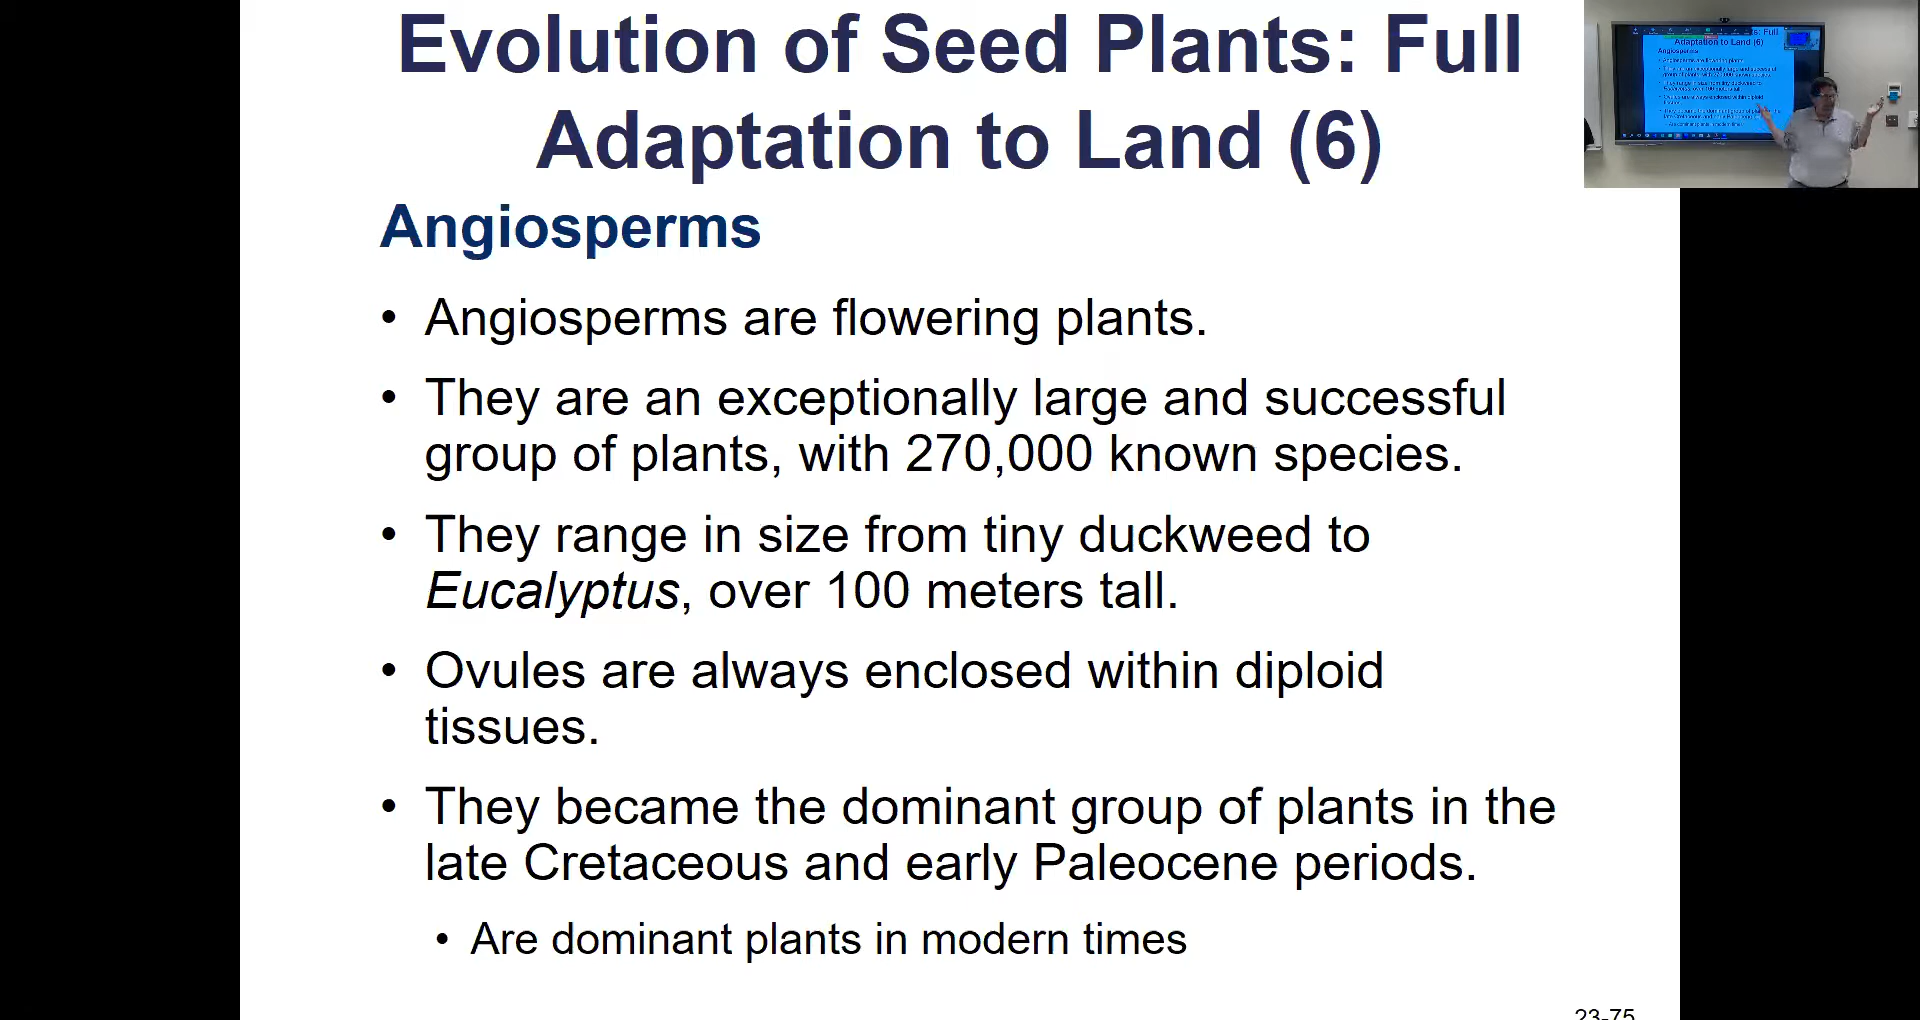 Evolution of Seed Plants: Full
Adaptation to Land (6)
Angiosperms
• Angiosperms are flowering plants.
• They are an exceptionally large and successful
group of plants, with 270,000 known species.
• They range in size from tiny duckweed to
Eucalyptus, over 100 meters tall.
• Ovules are always enclosed within diploid
tissues.
• They became the dominant group of plants in the
late Cretaceous and early Paleocene periods.
• Are dominant plants in modern times
23-75